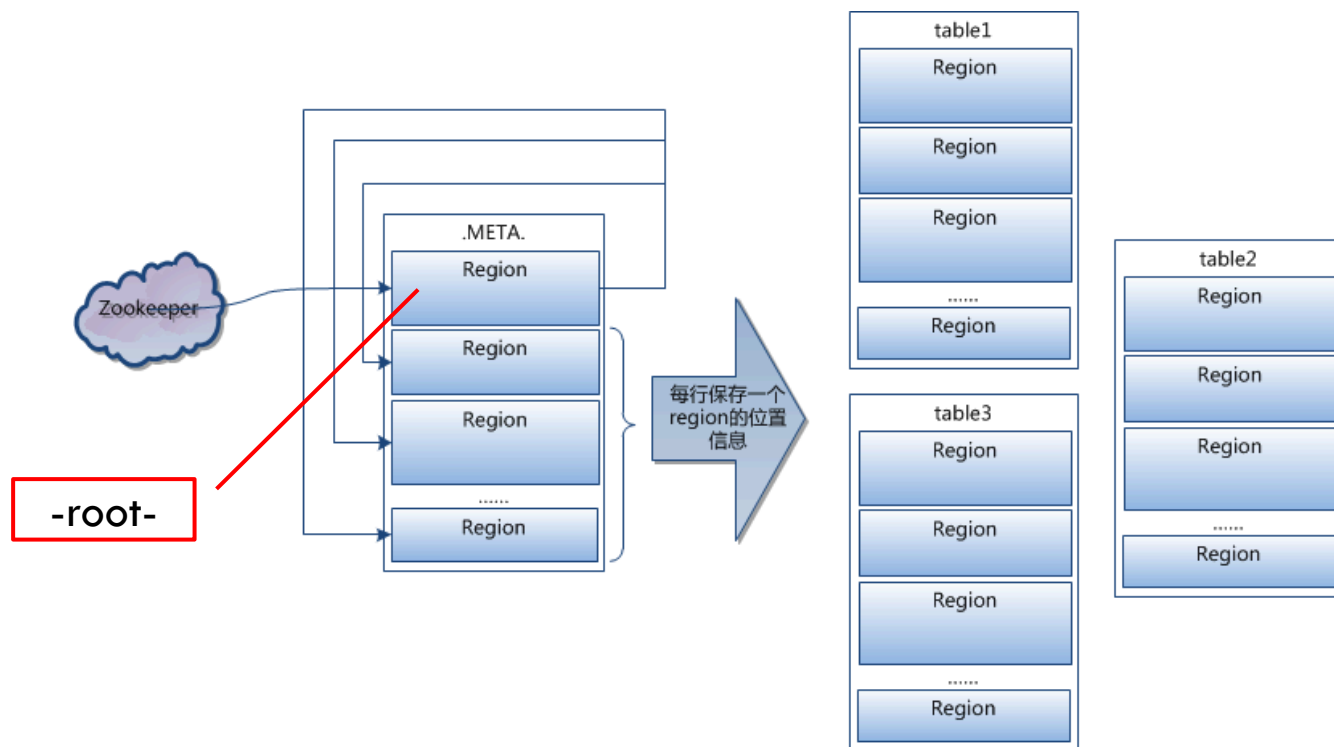 Zookeeper
-root-
.META.
Region
Region
Region
......
Region
每行保存一个
region的位置
信息
table1
Region
Region
Region
......
Region
table2
Region
Region
Region
......
Region
table3
Region
Region
Region
......
Region